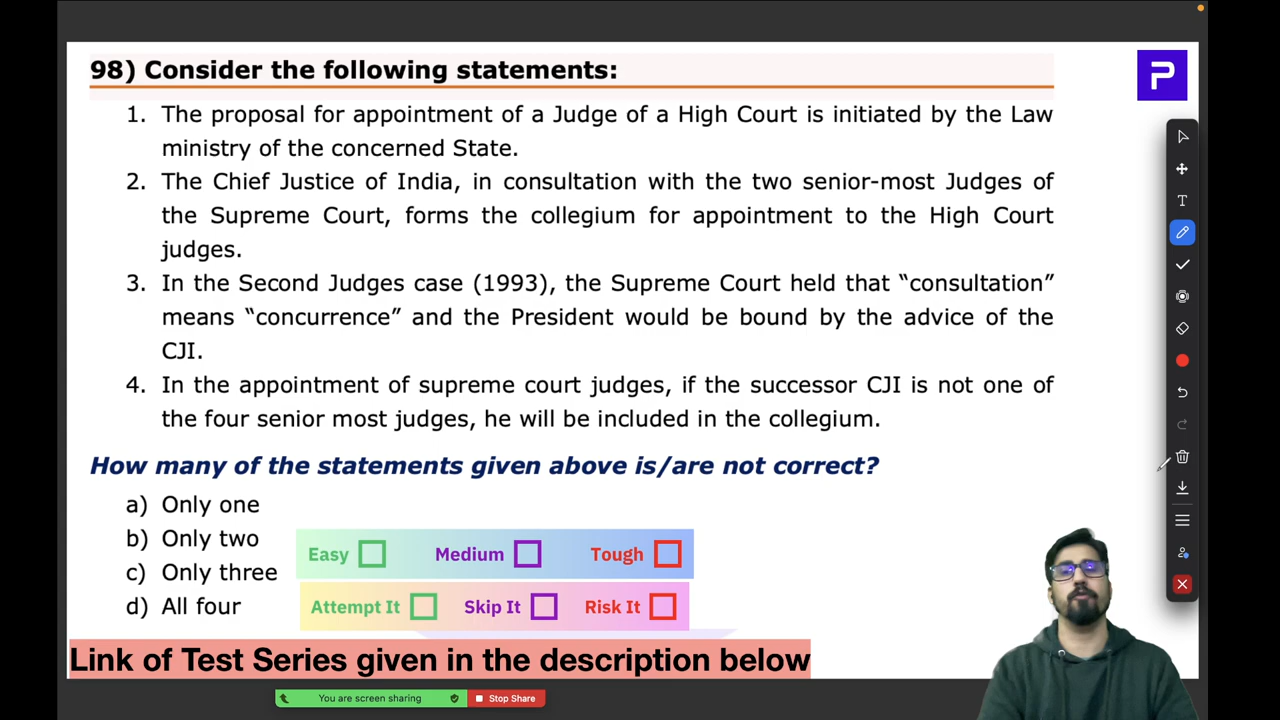 98) Consider the following statements:
1. The proposal for appointment of a Judge of a High Court is initiated by the Law
ministry of the concerned State.
2. The Chief Justice of India, in consultation with the two senior-most Judges of
the Supreme Court, forms the collegium for appointment to the High Court
judges.
3. In the Second Judges case (1993), the Supreme Court held that “consultation”
means “concurrence” and the President would be bound by the advice of the
CJI.
4. In the appointment of supreme court judges, if the successor CJI is not one of
the four senior most judges, he will be included in the collegium.
How many of the statements given above is/are not correct?
a) Only one
b) Only two
c) Only three
d) All four
Easy Medium Tough
Attempt It Skip It Risk It
Link of Test Series given in the description below
You are screen sharing Stop Share